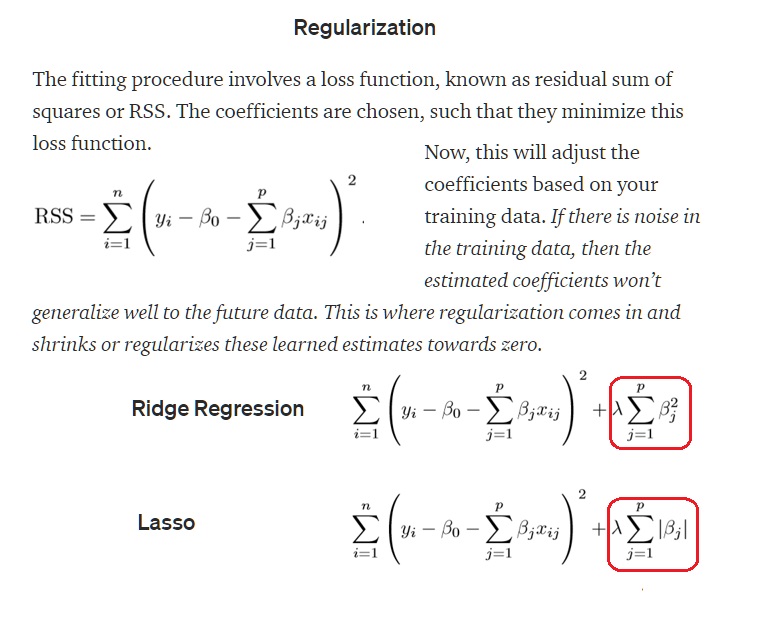 Regularization
The fitting procedure involves a loss function, known as residual sum of
squares or RSS. The coefficients are chosen, such that they minimize this
loss function.
RSS = \sum_{i=1}^{n} \left( y_i - \beta_0 - \sum_{j=1}^{p} \beta_j x_{ij} \right)^2 .
Now, this will adjust the
coefficients based on your
training data. If there is noise in
the training data, then the
estimated coefficients won’t
generalize well to the future data. This is where regularization comes in and
shrinks or regularizes these learned estimates towards zero.
Ridge Regression \sum_{i=1}^{n} \left( y_i - \beta_0 - \sum_{j=1}^{p} \beta_j x_{ij} \right)^2 + \lambda \sum_{j=1}^{p} \beta_j^2
Lasso \sum_{i=1}^{n} \left( y_i - \beta_0 - \sum_{j=1}^{p} \beta_j x_{ij} \right)^2 + \lambda \sum_{j=1}^{p} |\beta_j|